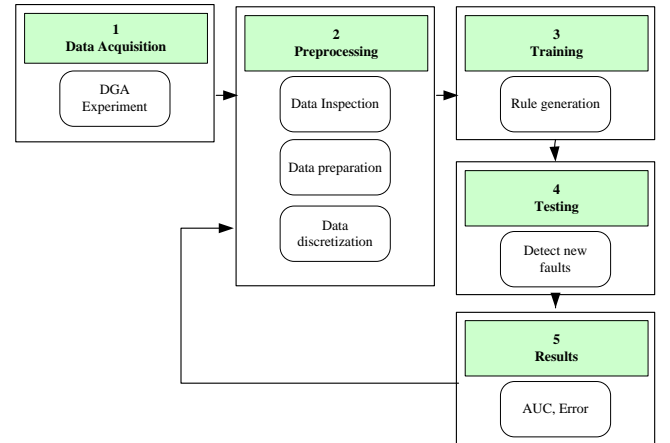 1
Data Acquisition
DGA
Experiment
2
Preprocessing
Data Inspection
Data preparation
Data
discretization
3
Training
Rule generation
4
Testing
Detect new
faults
5
Results
AUC, Error